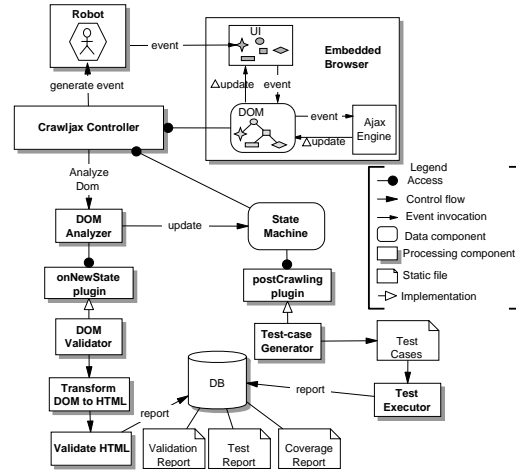 Robot
UI
event
Embedded
Browser
generate event
△update
event
DOM
event
Ajax
Engine
△update
Crawljax Controller
Analyze
Dom
Legend
Access
Control flow
Event invocation
Data component
Processing component
Static file
Implementation
DOM
Analyzer
update
State
Machine
onNewState
plugin
postCrawling
plugin
DOM
Validator
Test-case
Generator
Test
Cases
Transform
DOM to HTML
DB
report
Test
Executor
report
Validate HTML
Validation
Report
Test
Report
Coverage
Report